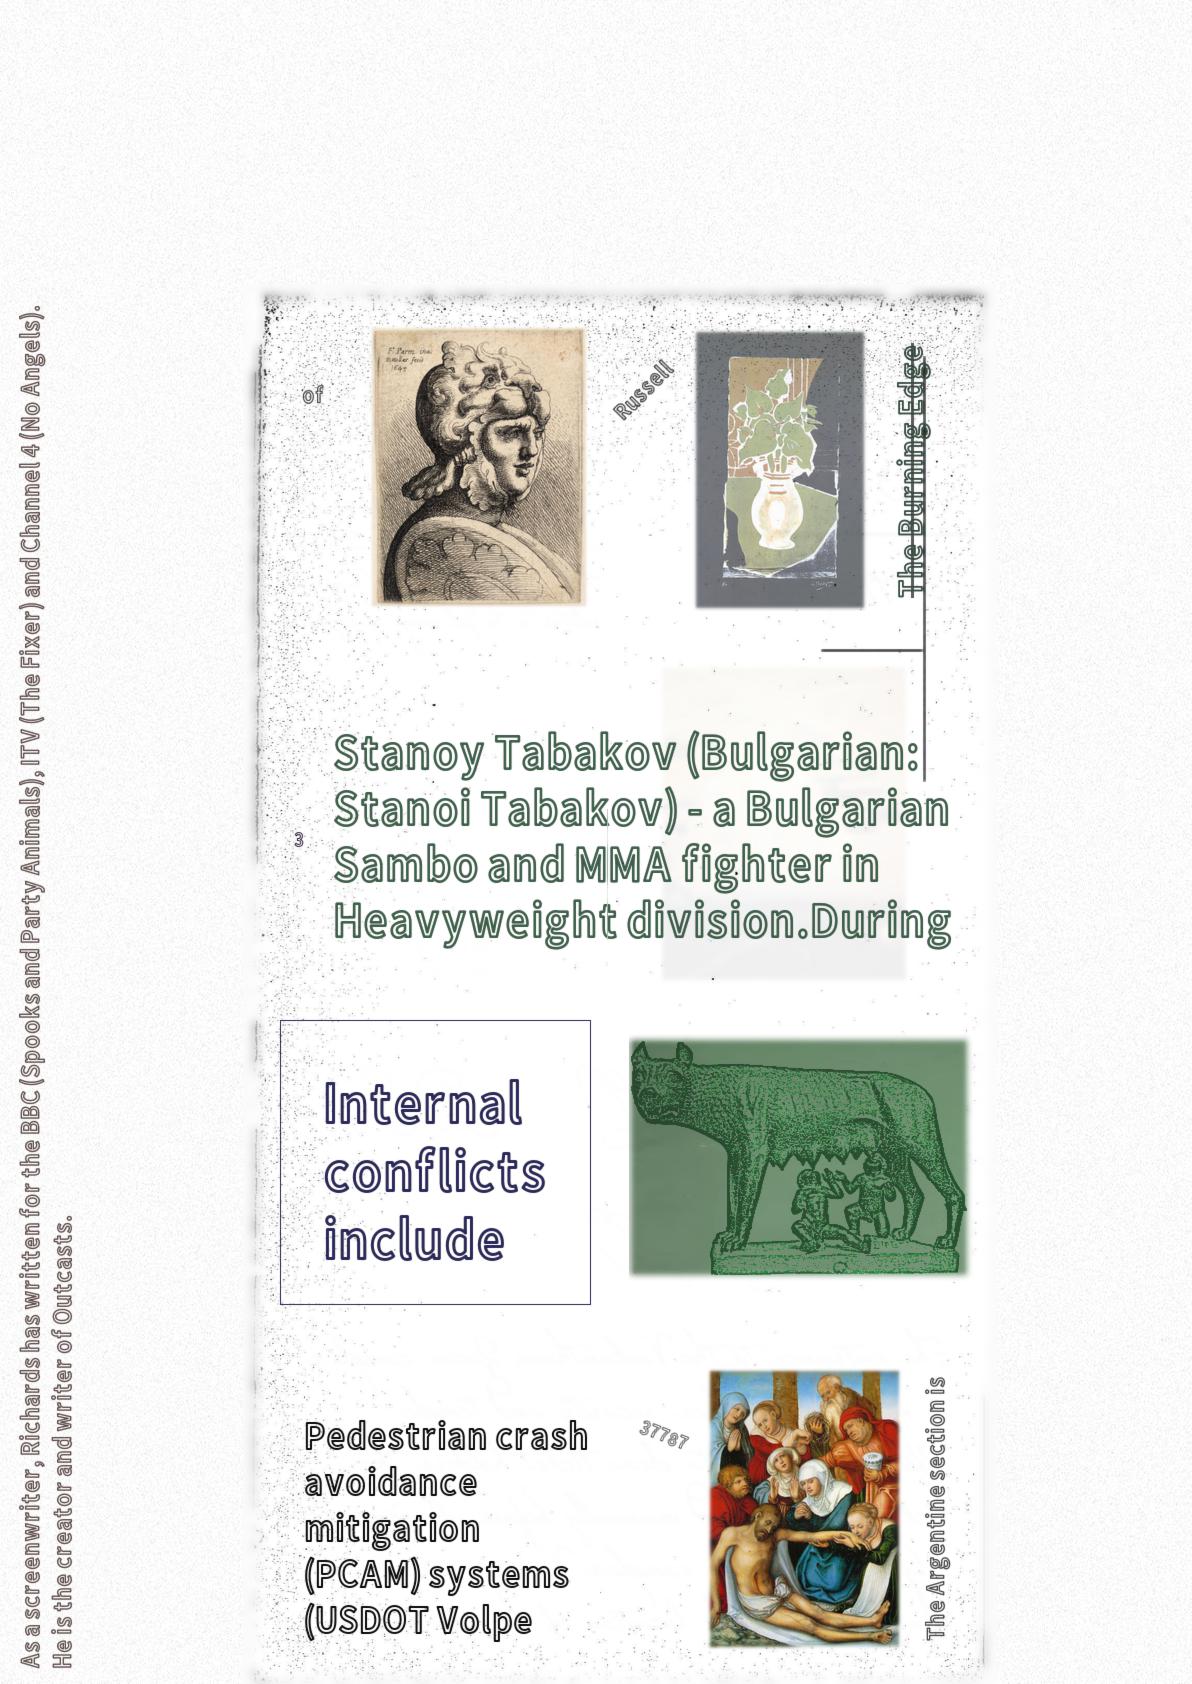 As a screenwriter, Richards has written for the BBC (Spooks and Party Animals), ITV (The Fixer) and Channel 4 (No Angels).
He is the creator and writer of Outcasts.
of
Russell
The Burning Edge
Stanoy Tabakov (Bulgarian:
Stanoi Tabakov) - a Bulgarian
Sambo and MMA fighter in
Heavyweight division.During
3
Internal
conflicts
include
Pedestrian crash
avoidance
mitigation
(PCAM) systems
(USDOT Volpe
37787
The Argentine section is